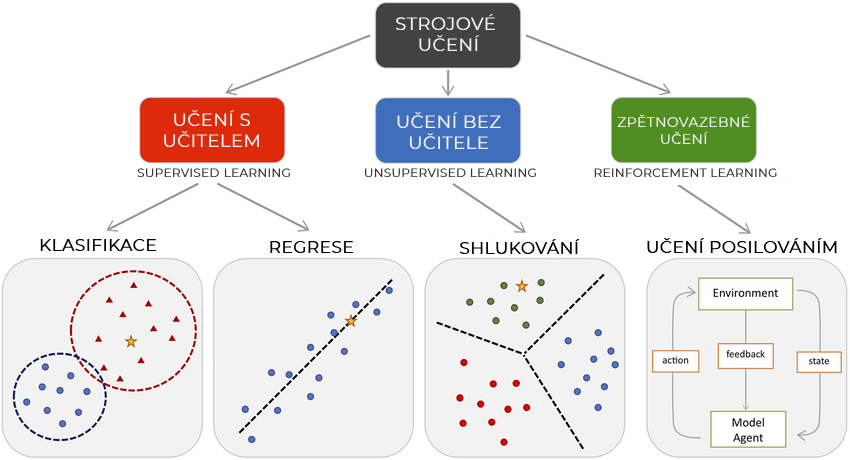 STROJOVÉ
UČENÍ
UČENÍ S
UČITELEM
UČENÍ BEZ
UČITELE
ZPĚTNOVAZEBNÉ
UČENÍ
SUPERVISED LEARNING
UNSUPERVISED LEARNING
REINFORCEMENT LEARNING
KLASIFIKACE
REGRESE
SHLUKOVÁNÍ
UČENÍ POSILOVÁNÍM
Environment
action
feedback
state
Model
Agent